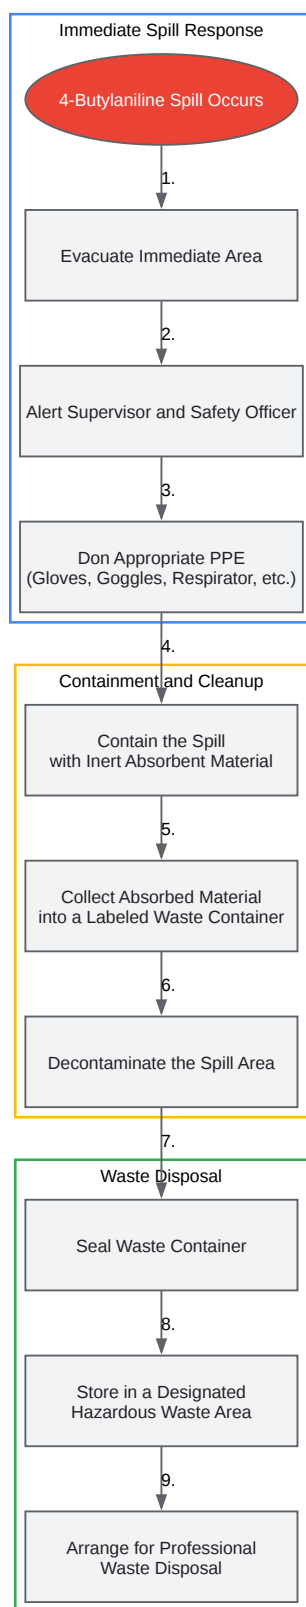 Immediate Spill Response
4-Butylaniline Spill Occurs
1.
Evacuate Immediate Area
2.
Alert Supervisor and Safety Officer
3.
Don Appropriate PPE
(Gloves, Goggles, Respirator, etc.)
4.
Containment and Cleanup
Contain the Spill
with Inert Absorbent Material
5.
Collect Absorbed Material
into a Labeled Waste Container
6.
Decontaminate the Spill Area
7.
Waste Disposal
Seal Waste Container
8.
Store in a Designated
Hazardous Waste Area
9.
Arrange for Professional
Waste Disposal